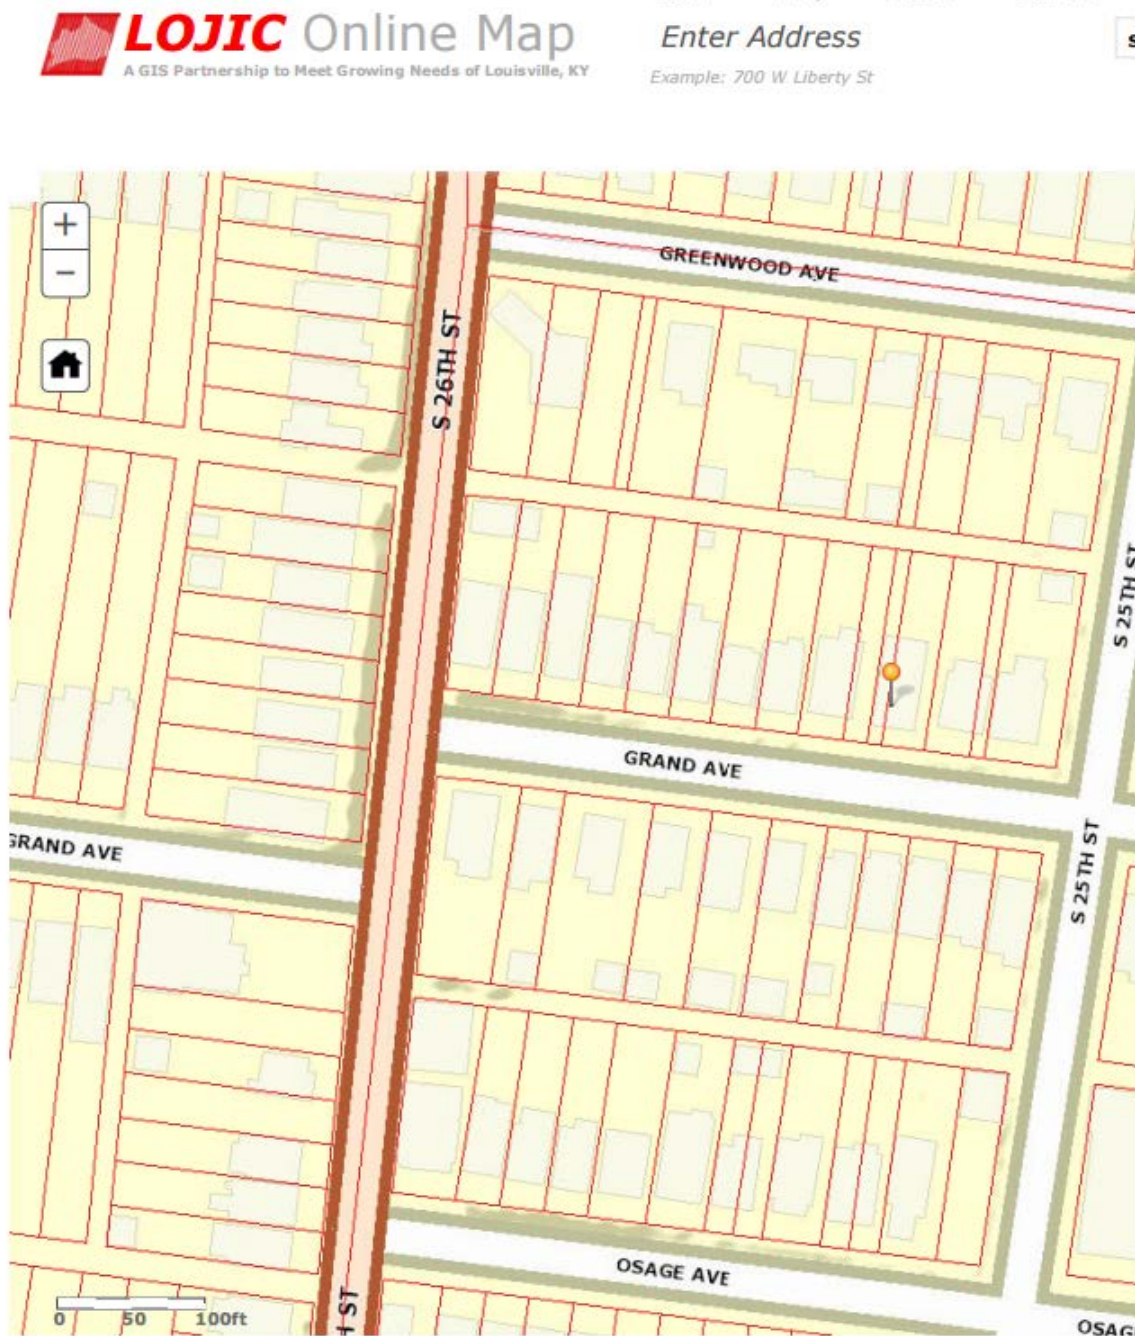 LOJIC Online Map
A GIS Partnership to Meet Growing Needs of Louisville, KY
Enter Address
Example: 700 W Liberty St
+
−
GREENWOOD AVE
S 26TH ST
S 25TH ST
GRAND AVE
GRAND AVE
S 25TH ST
OSAGE AVE
ST
0 50 100ft
OSAG